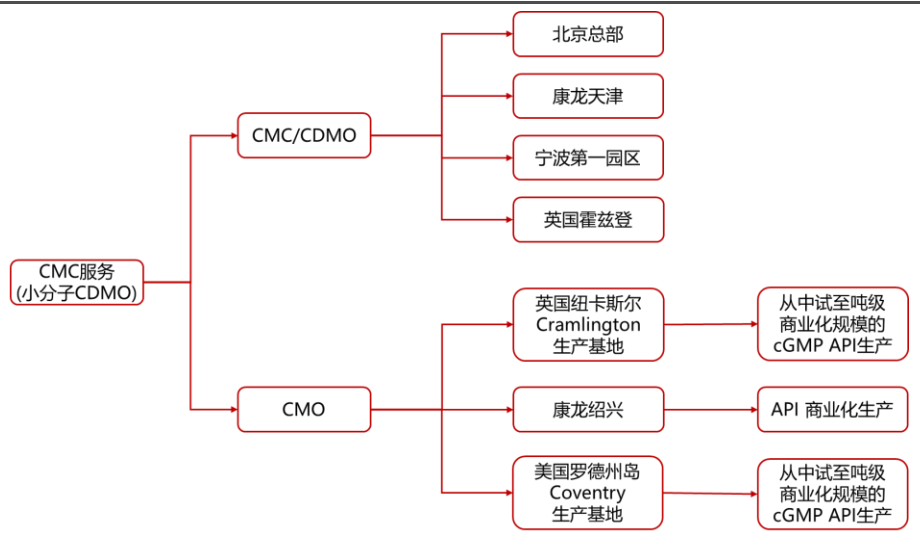 北京总部
康龙天津
CMC/CDMO
宁波第一园区
英国霍兹登
CMC服务
(小分子CDMO)
英国纽卡斯尔
Cramlington
生产基地
从中试至吨级
商业化规模的
cGMP API生产
CMO
康龙绍兴
API 商业化生产
美国罗德州岛
Coventry
生产基地
从中试至吨级
商业化规模的
cGMP API生产